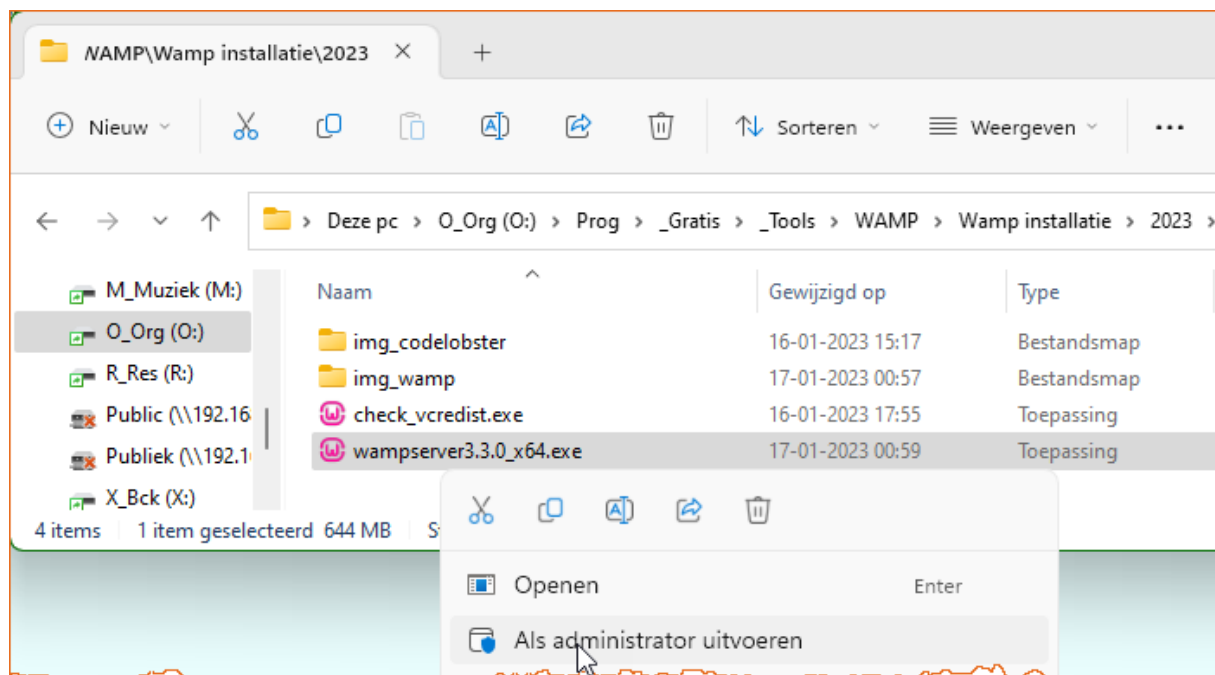 WAMP\Wamp installatie\2023
Nieuw Sorteren Weergeven
Deze pc > O_Org (O:) > Prog > _Gratis > _Tools > WAMP > Wamp installatie > 2023 >
M_Muziek (M:) Naam Gewijzigd op Type
O_Org (O:) img_codelobster 16-01-2023 15:17 Bestandsmap
R_Res (R:) img_wamp 17-01-2023 00:57 Bestandsmap
Public (\\192.16 check_vcredist.exe 16-01-2023 17:55 Toepassing
Publiek (\\192.1 wampserver3.3.0_x64.exe 17-01-2023 00:59 Toepassing
X_Bck (X:)
4 items 1 item geselecteerd 644 MB S
Openen Enter
Als administrator uitvoeren